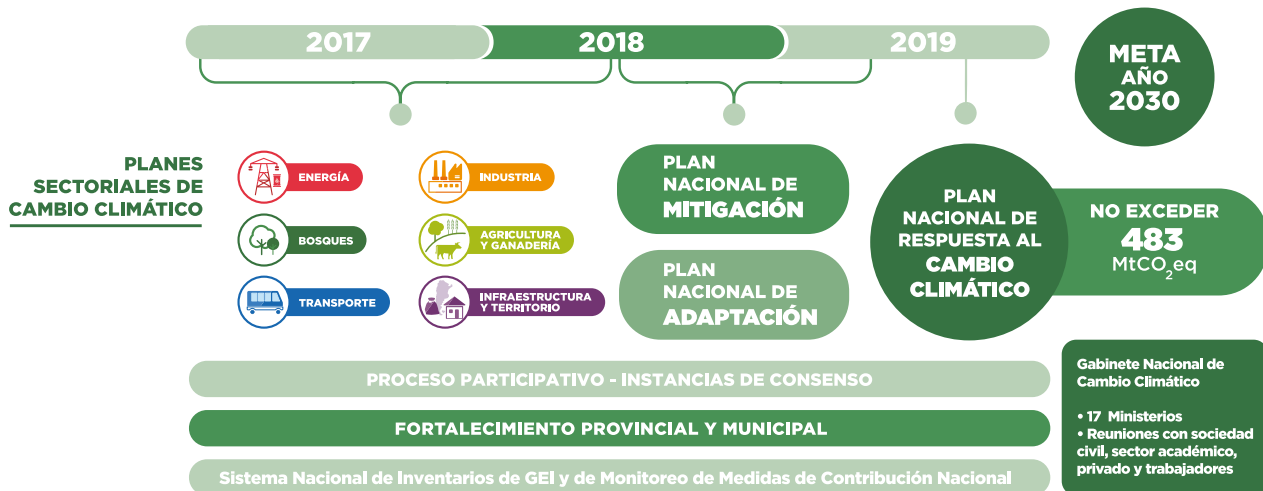 2017
2018
2019
META
AÑO
2030
PLANES
SECTORIALES DE
CAMBIO CLIMÁTICO
ENERGÍA
INDUSTRIA
BOSQUES
AGRICULTURA
Y GANADERÍA
TRANSPORTE
INFRAESTRUCTURA
Y TERRITORIO
PLAN
NACIONAL DE
MITIGACIÓN
PLAN
NACIONAL DE
ADAPTACIÓN
PLAN
NACIONAL DE
RESPUESTA AL
CAMBIO
CLIMÁTICO
NO EXCEDER
483
MtCO₂eq
PROCESO PARTICIPATIVO - INSTANCIAS DE CONSENSO
FORTALECIMIENTO PROVINCIAL Y MUNICIPAL
Sistema Nacional de Inventarios de GEI y de Monitoreo de Medidas de Contribución Nacional
Gabinete Nacional de
Cambio Climático
• 17 Ministerios
• Reuniones con sociedad
civil, sector académico,
privado y trabajadores